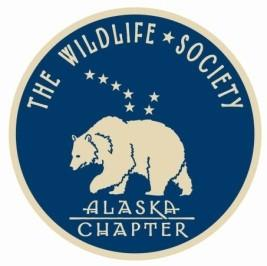 THE WILDLIFE ★ SOCIETY
ALASKA
CHAPTER